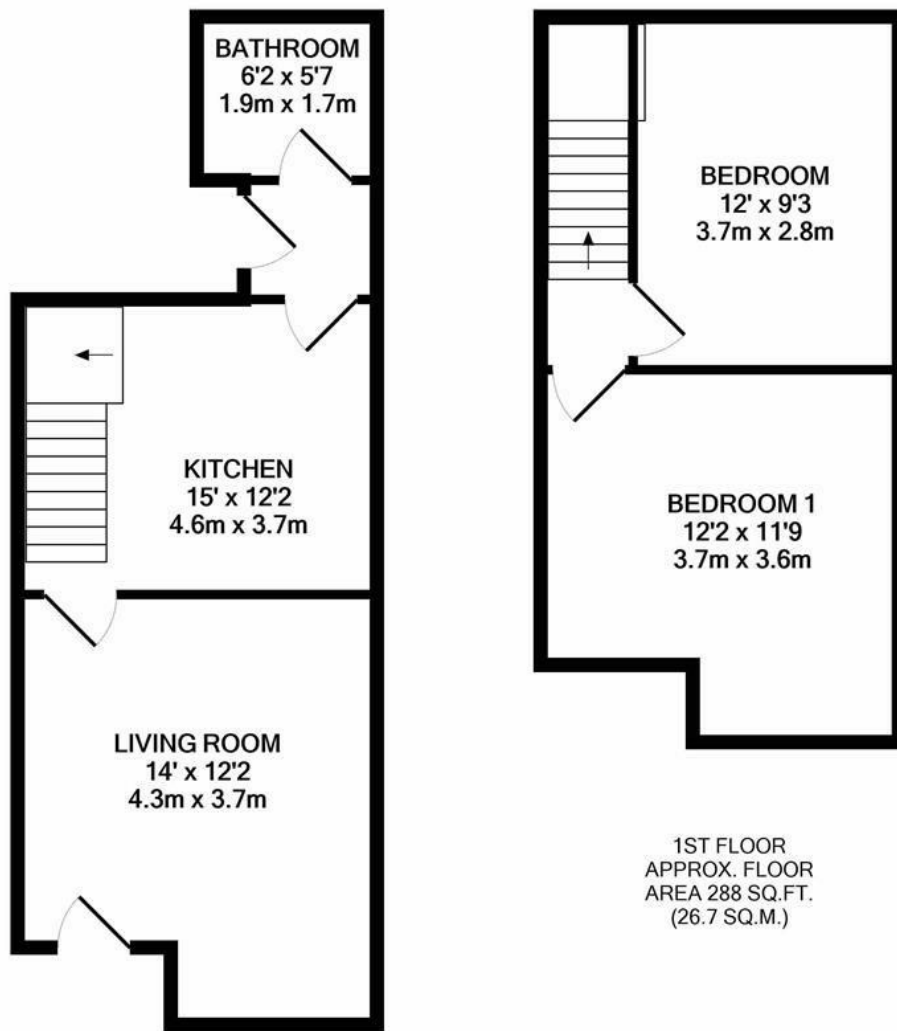 BATHROOM
6'2 x 5'7
1.9m x 1.7m
KITCHEN
15' x 12'2
4.6m x 3.7m
LIVING ROOM
14' x 12'2
4.3m x 3.7m
BEDROOM
12' x 9'3
3.7m x 2.8m
BEDROOM 1
12'2 x 11'9
3.7m x 3.6m
1ST FLOOR
APPROX. FLOOR
AREA 288 SQ.FT.
(26.7 SQ.M.)